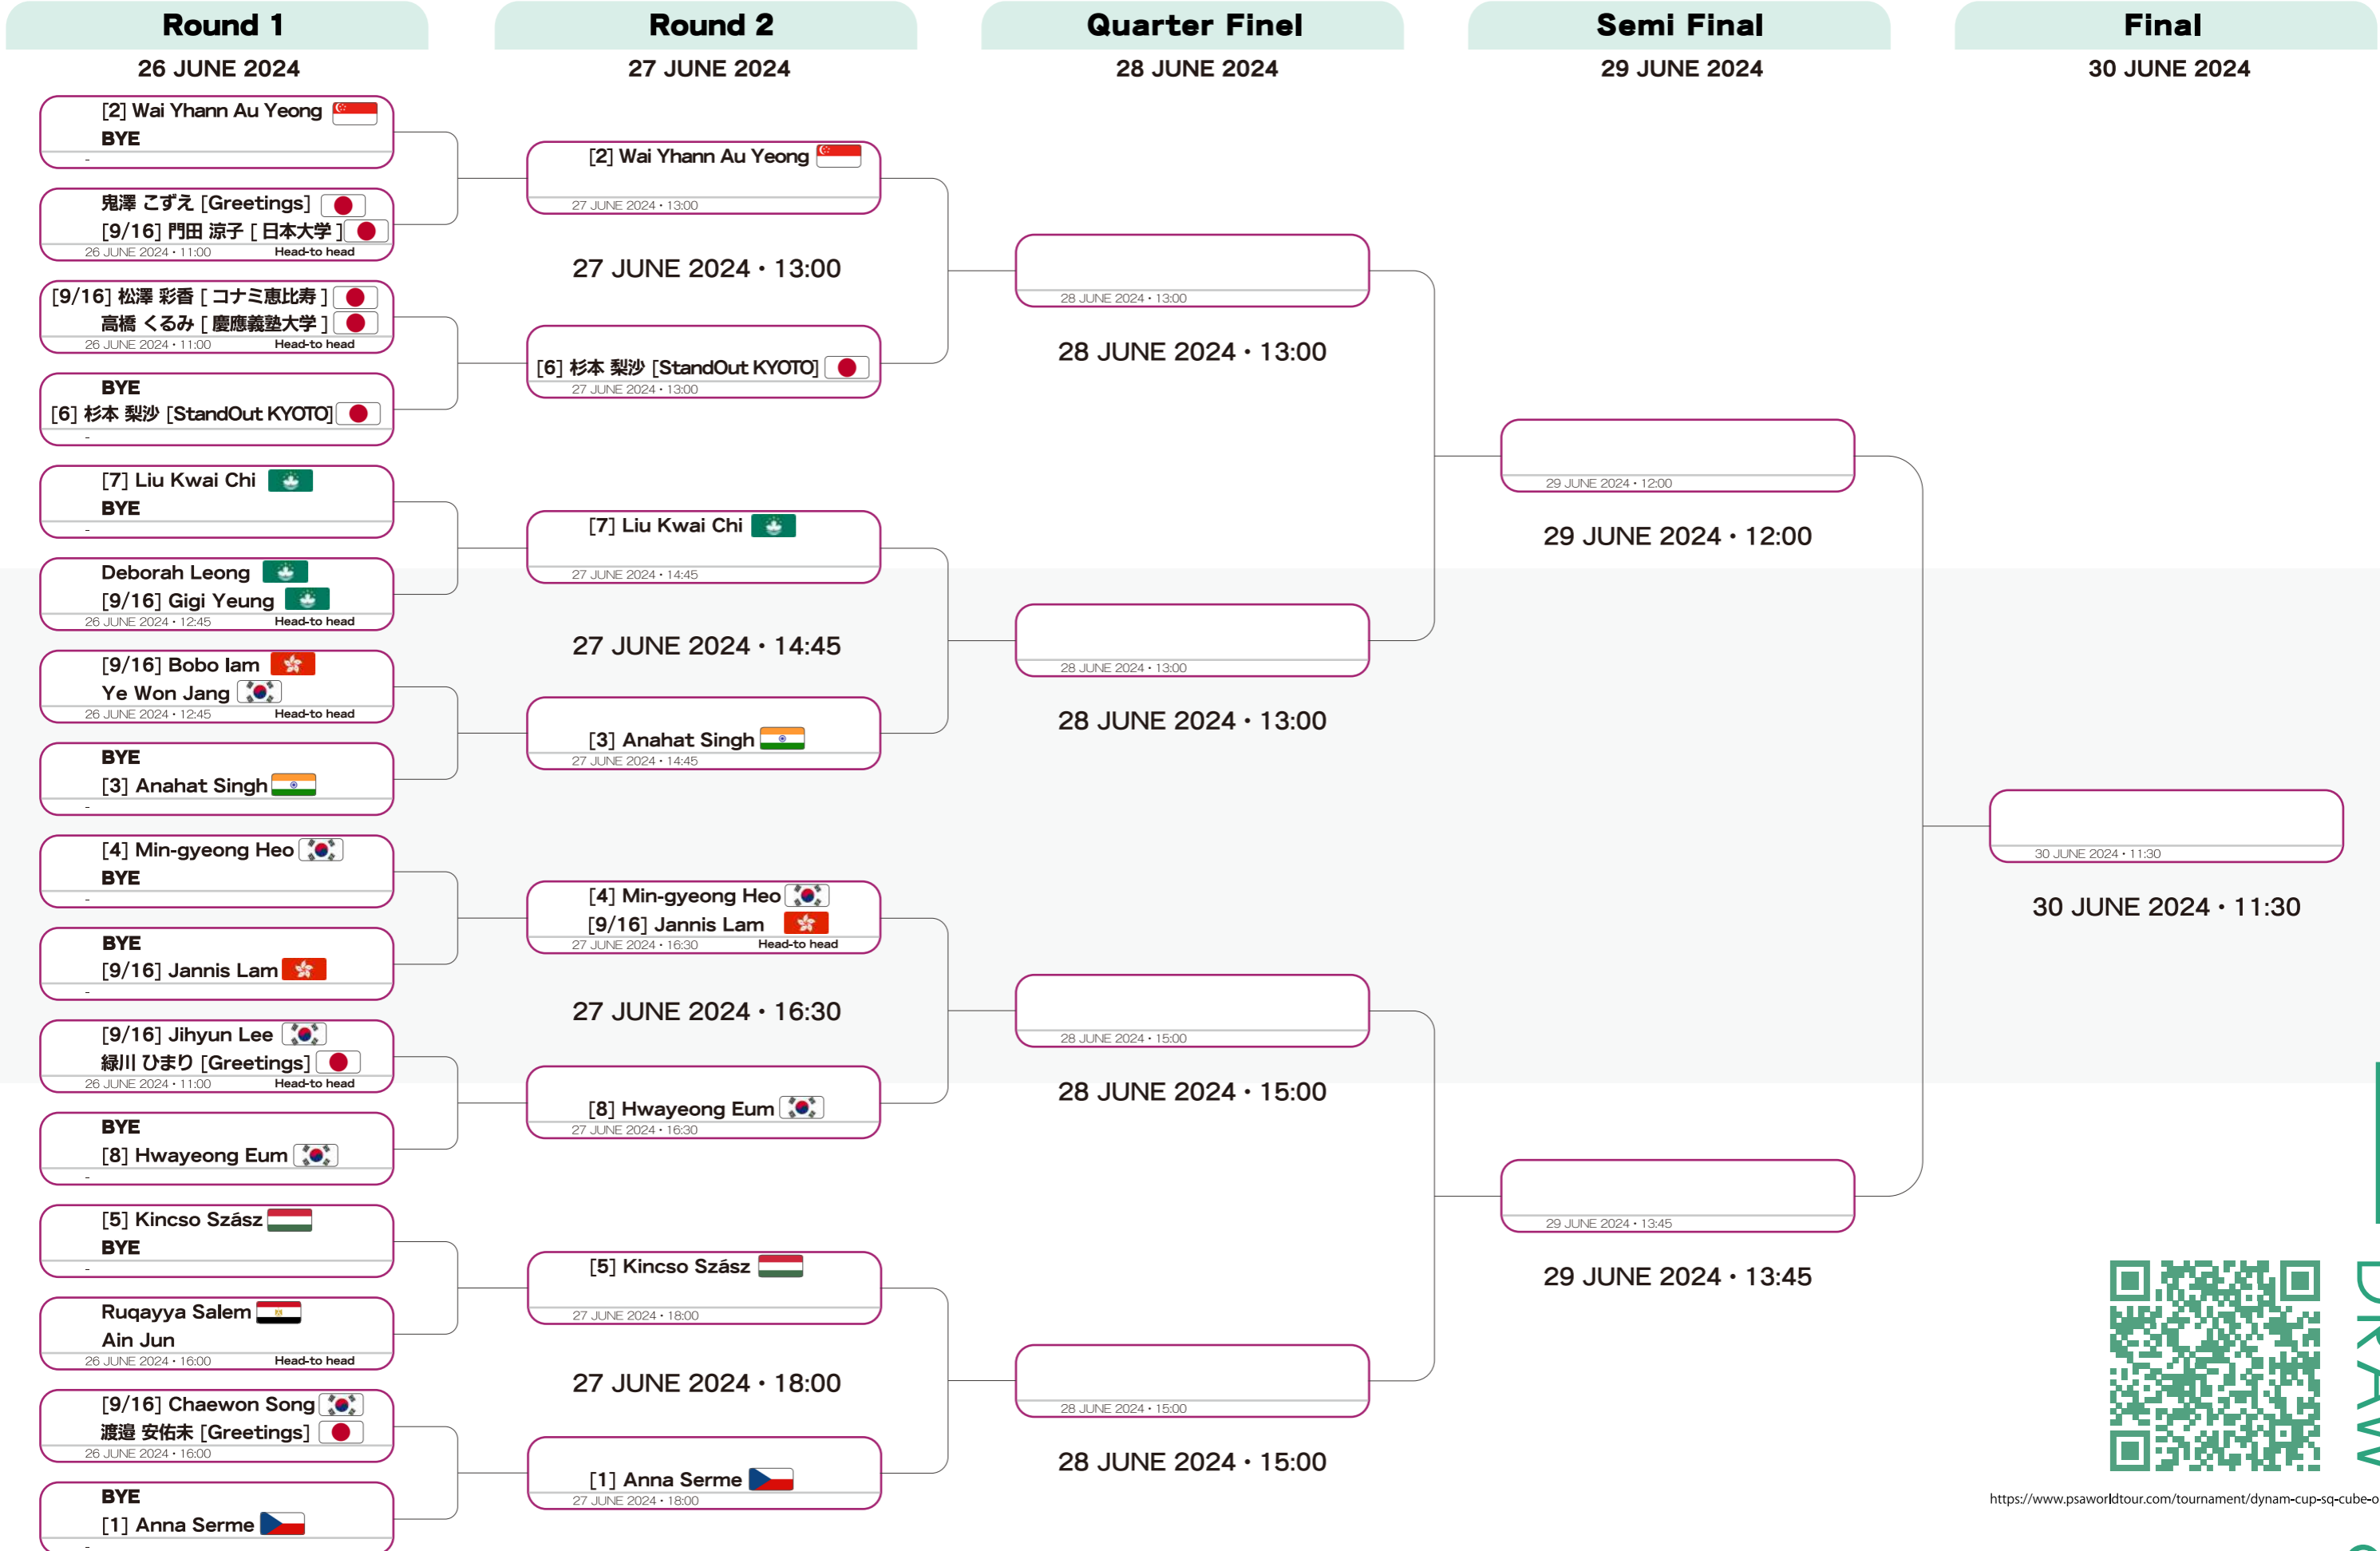 Round 1
26 JUNE 2024
[2] Wai Yhann Au Yeong
BYE
-
鬼澤 こずえ [Greetings]
[9/16] 門田 涼子 [ 日本大学 ]
26 JUNE 2024・11:00 Head-to head
[9/16] 松澤 彩香 [ コナミ恵比寿 ]
高橋 くるみ [ 慶應義塾大学 ]
26 JUNE 2024・11:00 Head-to head
BYE
[6] 杉本 梨沙 [StandOut KYOTO]
-
[7] Liu Kwai Chi
BYE
-
Deborah Leong
[9/16] Gigi Yeung
26 JUNE 2024・12:45 Head-to head
[9/16] Bobo lam
Ye Won Jang
26 JUNE 2024・12:45 Head-to head
BYE
[3] Anahat Singh
-
[4] Min-gyeong Heo
BYE
-
BYE
[9/16] Jannis Lam
-
[9/16] Jihyun Lee
緑川 ひまり [Greetings]
26 JUNE 2024・11:00 Head-to head
BYE
[8] Hwayeong Eum
-
[5] Kincso Szász
BYE
-
Ruqayya Salem
Ain Jun
26 JUNE 2024・16:00 Head-to head
[9/16] Chaewon Song
渡邉 安佑未 [Greetings]
26 JUNE 2024・16:00
BYE
[1] Anna Serme
-
Round 2
27 JUNE 2024
[2] Wai Yhann Au Yeong
27 JUNE 2024・13:00
27 JUNE 2024・13:00
[6] 杉本 梨沙 [StandOut KYOTO]
27 JUNE 2024・13:00
[7] Liu Kwai Chi
27 JUNE 2024・14:45
27 JUNE 2024・14:45
[3] Anahat Singh
27 JUNE 2024・14:45
[4] Min-gyeong Heo
[9/16] Jannis Lam
27 JUNE 2024・16:30 Head-to head
27 JUNE 2024・16:30
[8] Hwayeong Eum
27 JUNE 2024・16:30
[5] Kincso Szász
27 JUNE 2024・18:00
27 JUNE 2024・18:00
[1] Anna Serme
27 JUNE 2024・18:00
Quarter Finel
28 JUNE 2024
28 JUNE 2024・13:00
28 JUNE 2024・13:00
28 JUNE 2024・13:00
28 JUNE 2024・13:00
28 JUNE 2024・15:00
28 JUNE 2024・15:00
28 JUNE 2024・15:00
28 JUNE 2024・15:00
Semi Final
29 JUNE 2024
29 JUNE 2024・12:00
29 JUNE 2024・12:00
29 JUNE 2024・13:45
29 JUNE 2024・13:45
Final
30 JUNE 2024
30 JUNE 2024・11:30
30 JUNE 2024・11:30
DRAW
https://www.psaworldtour.com/tournament/dynam-cup-sq-cube-o